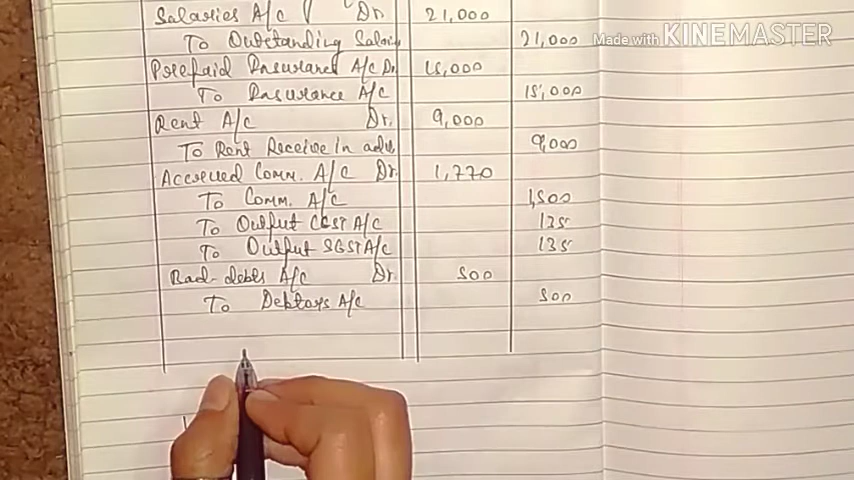 Salaries A/c Dr. 21,000
To Outstanding Salari 21,000
Made with KINEMASTER
Prepaid Insurance A/c Dr 15,000
To Insurance A/c 15,000
Rent A/c Dr. 9,000
To Rent Receive in adv 9,000
Accrued Comm. A/c Dr. 1,770
To Comm. A/c 1,500
To Output CGST A/c 135
To Output SGST A/c 135
Bad-debts A/c Dr. 500
To Debtors A/c 500